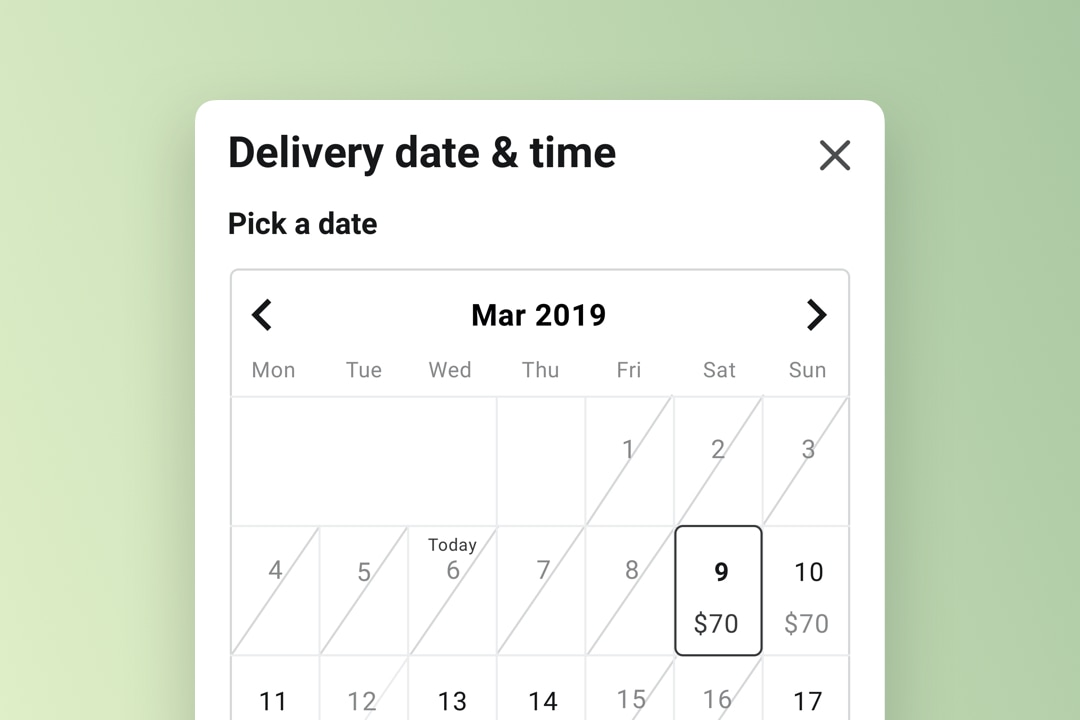 Delivery date & time
Pick a date
Mar 2019
Mon Tue Wed Thu Fri Sat Sun
1 2 3
Today
4 5 6 7 8 9 10
$70 $70
11 12 13 14 15 16 17